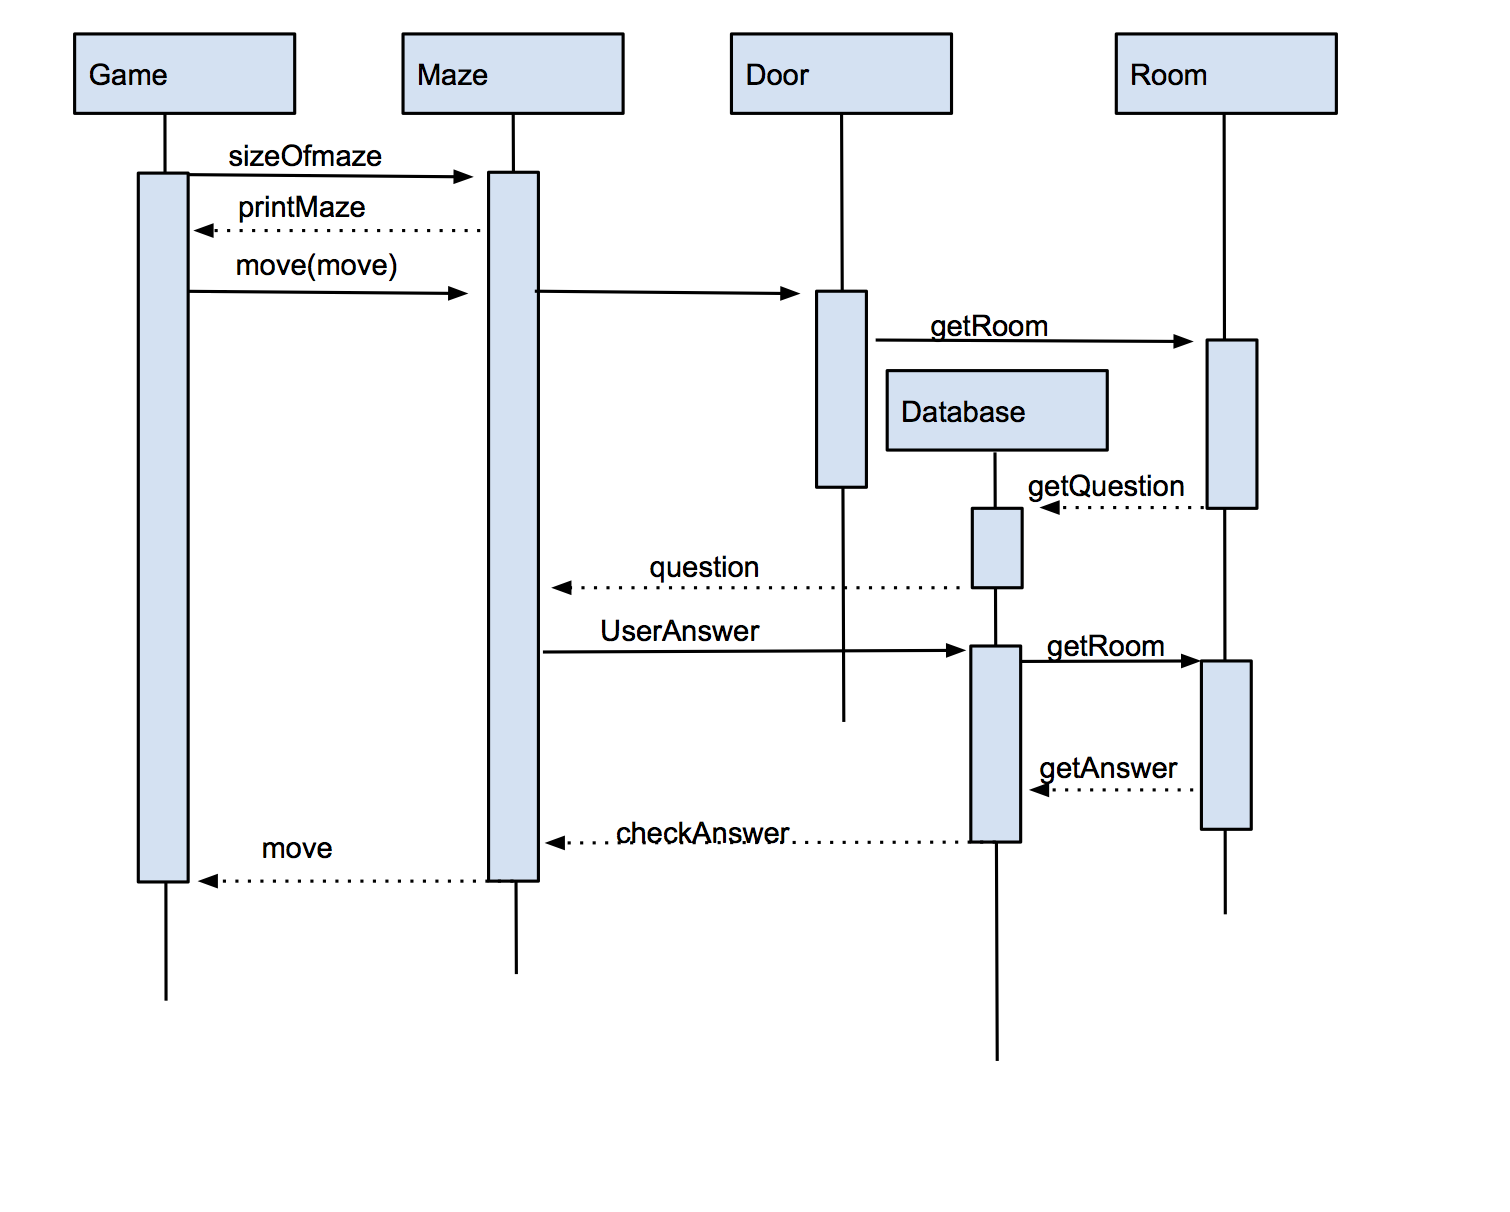 Game
Maze
Door
Room
sizeOfmaze
printMaze
move(move)
getRoom
Database
getQuestion
question
UserAnswer
getRoom
getAnswer
checkAnswer
move